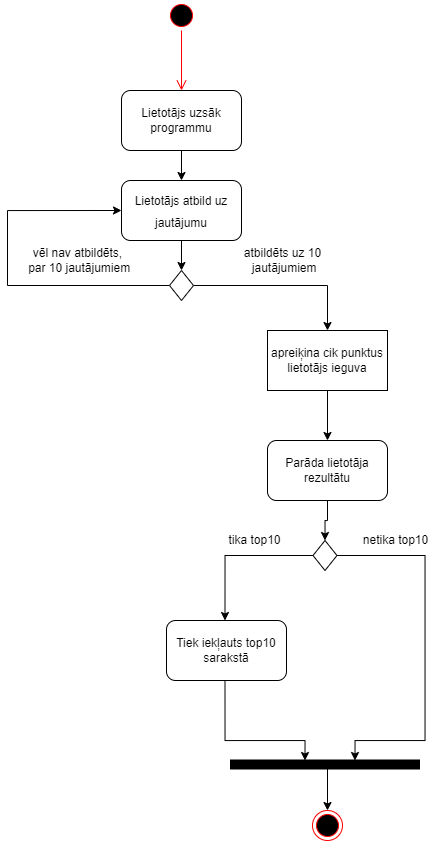 Lietotājs uzsāk
programmu
Lietotājs atbild uz
jautājumu
vēl nav atbildēts,
par 10 jautājumiem
atbildēts uz 10
jautājumiem
apreiķina cik punktus
lietotājs ieguva
Parāda lietotāja
rezultātu
tika top10
netika top10
Tiek iekļauts top10
sarakstā